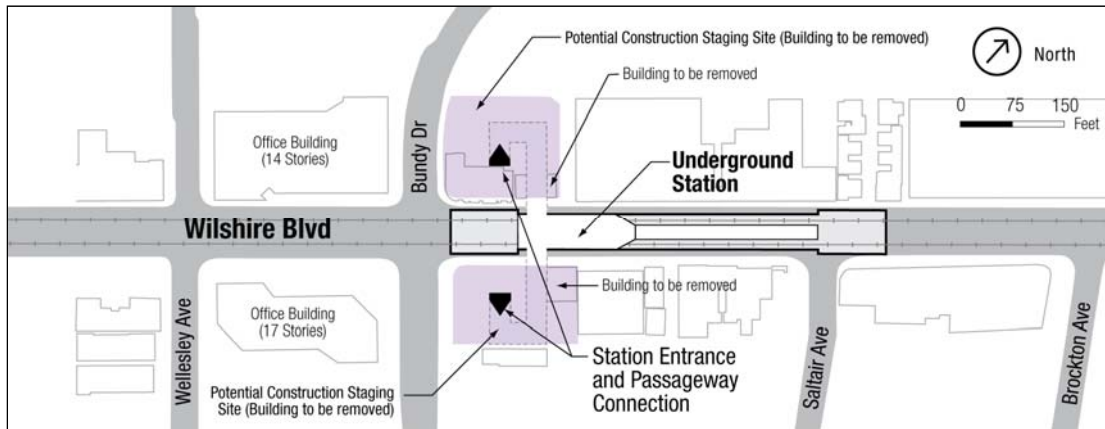 Potential Construction Staging Site (Building to be removed)
North
Building to be removed
0 75 150
Feet
Office Building
(14 Stories)
Bundy Dr
Underground
Station
Wilshire Blvd
Building to be removed
Office Building
(17 Stories)
Wellesley Ave
Station Entrance
and Passageway
Connection
Saltair Ave
Brockton Ave
Potential Construction Staging
Site (Building to be removed)